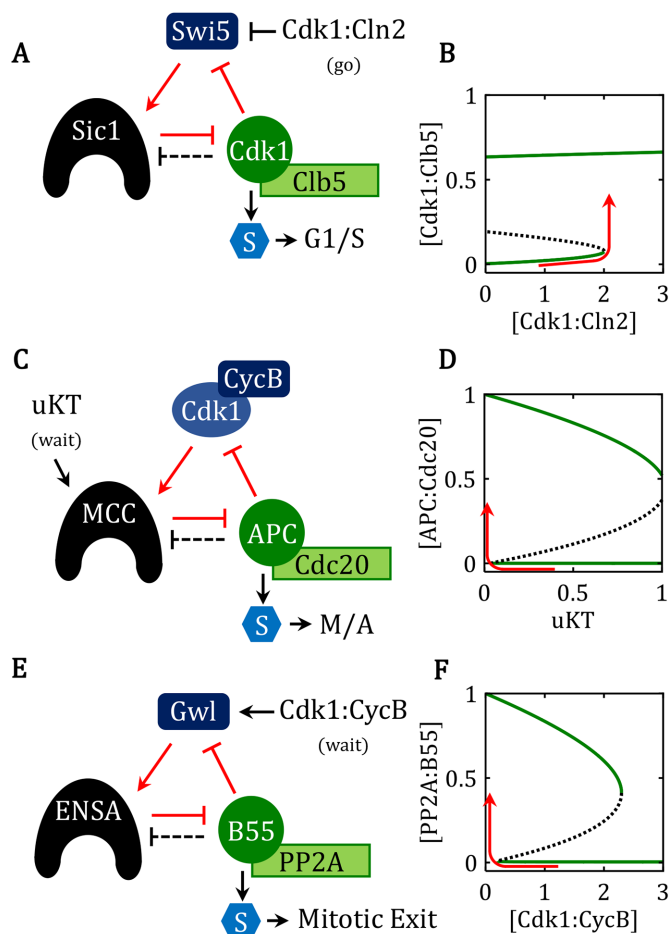 A
Swi5
Cdk1:Cln2
(go)
Sic1
Cdk1
Clb5
S
G1/S
B
[Cdk1:Clb5]
1
0.5
0
0
1
2
3
[Cdk1:Cln2]
C
CycB
Cdk1
uKT
(wait)
MCC
APC
Cdc20
S
M/A
D
[APC:Cdc20]
1
0.5
0
0
0.5
1
uKT
E
Gwl
Cdk1:CycB
(wait)
ENSA
B55
PP2A
S
Mitotic Exit
F
[PP2A:B55]
1
0.5
0
0
1
2
3
[Cdk1:CycB]